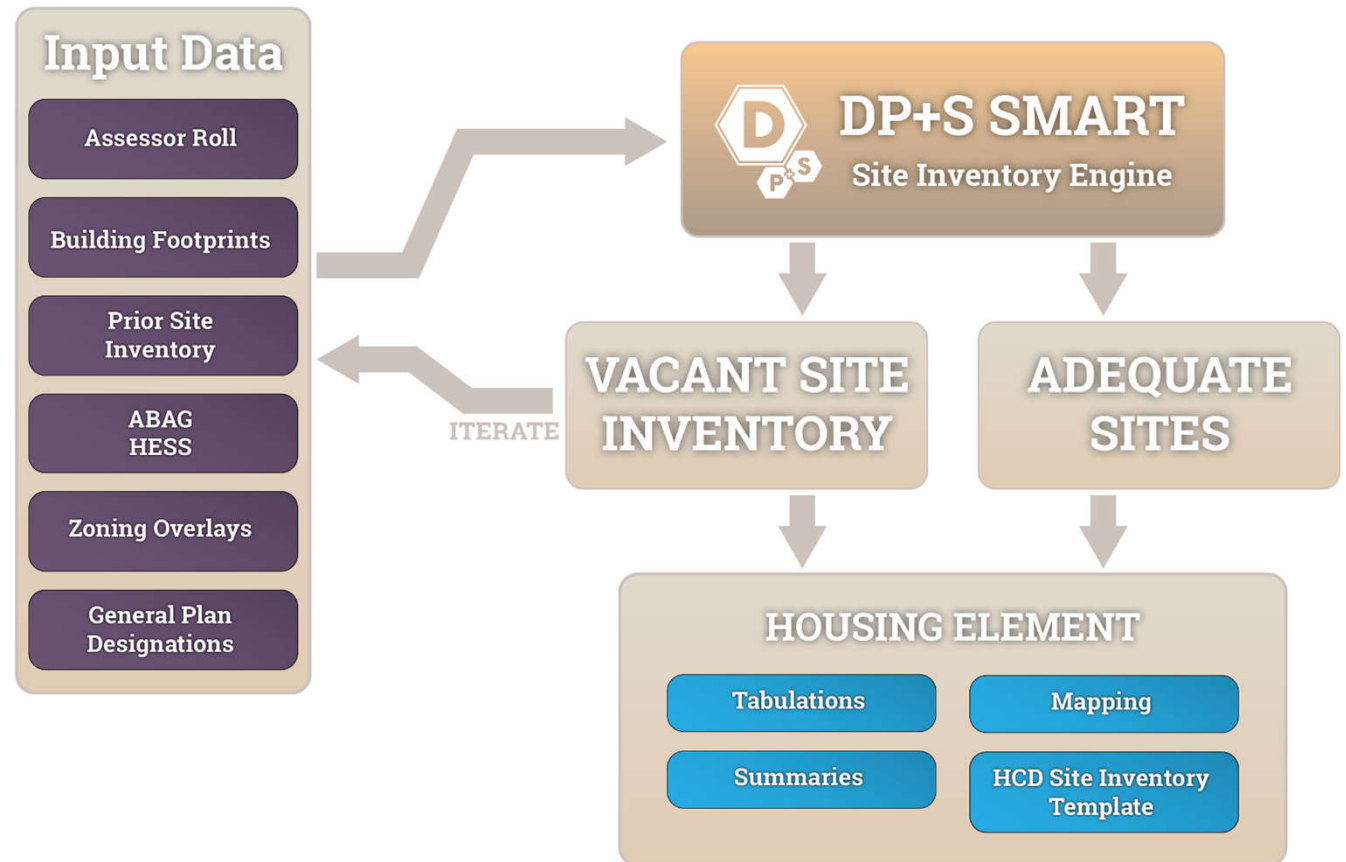 Input Data
Assessor Roll
Building Footprints
Prior Site
Inventory
ABAG
HESS
Zoning Overlays
General Plan
Designations
D
P+S
DP+S SMART
Site Inventory Engine
VACANT SITE
INVENTORY
ITERATE
ADEQUATE
SITES
HOUSING ELEMENT
Tabulations
Mapping
Summaries
HCD Site Inventory
Template